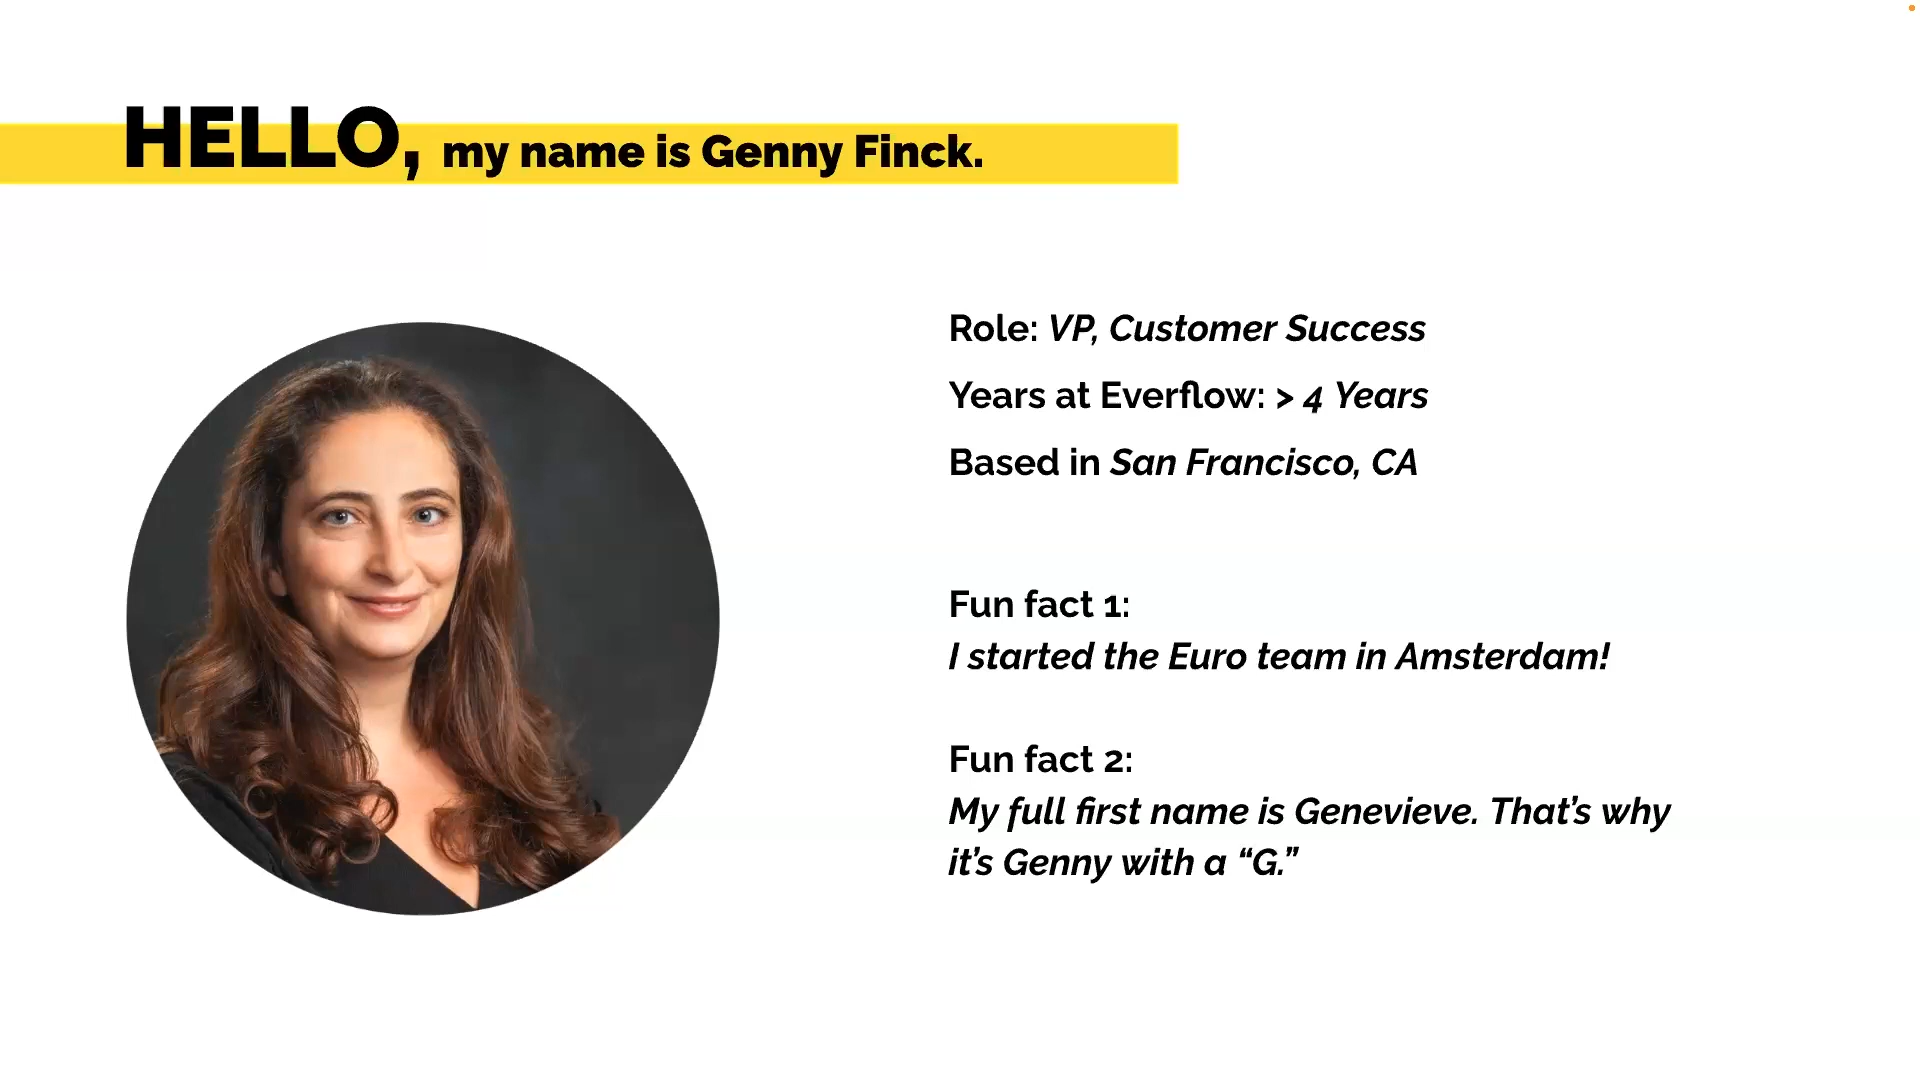 HELLO, my name is Genny Finck.
Role: VP, Customer Success
Years at Everflow: > 4 Years
Based in San Francisco, CA
Fun fact 1:
I started the Euro team in Amsterdam!
Fun fact 2:
My full first name is Genevieve. That’s why
it’s Genny with a “G.”